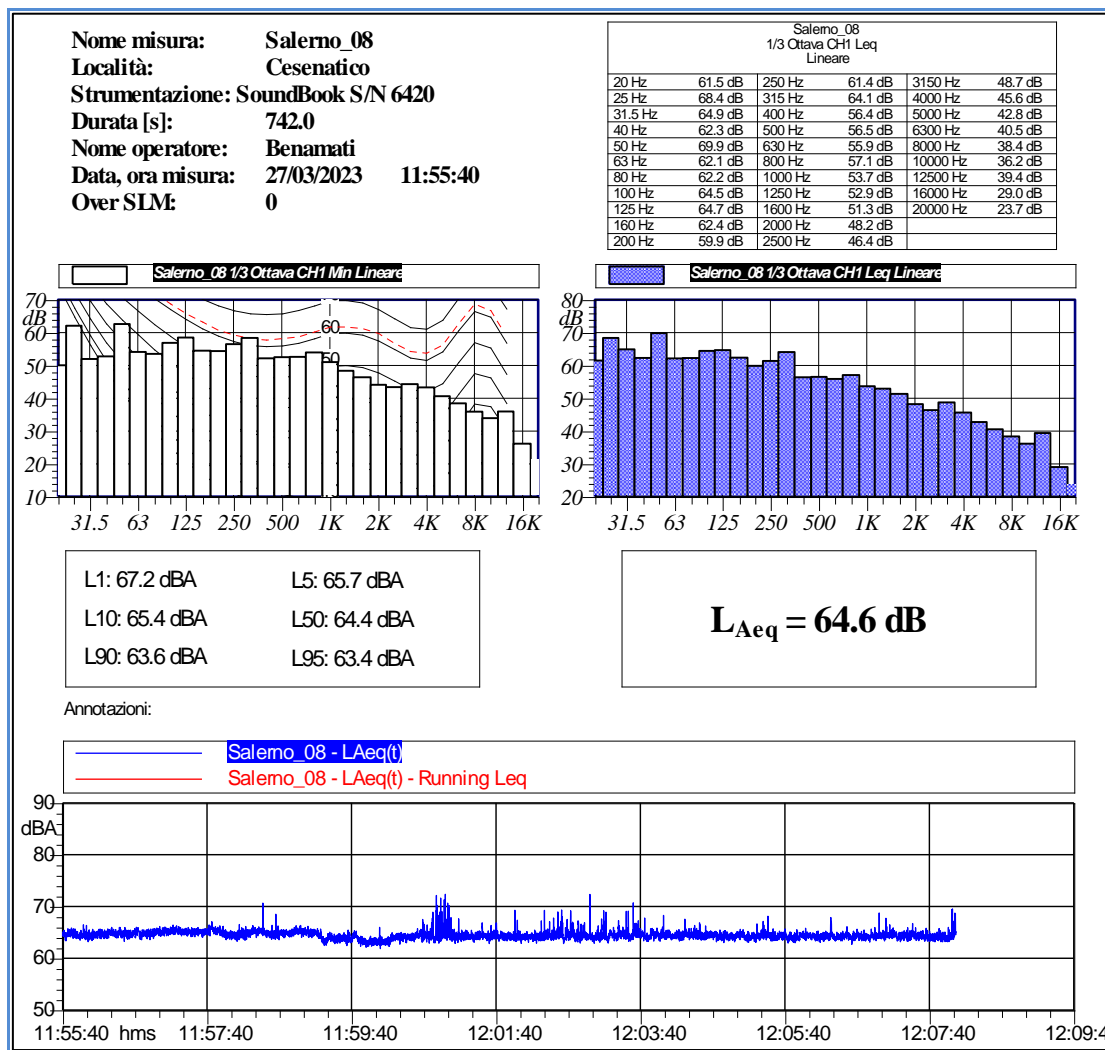 Nome misura: Salerno_08
Località: Cesenatico
Strumentazione: SoundBook S/N 6420
Durata [s]: 742.0
Nome operatore: Benamati
Data, ora misura: 27/03/2023 11:55:40
Over SLM: 0
Salerno_08
1/3 Ottava CH1 Leq
Lineare
20 Hz 61.5 dB 250 Hz 61.4 dB 3150 Hz 48.7 dB
25 Hz 68.4 dB 315 Hz 64.1 dB 4000 Hz 45.6 dB
31.5 Hz 64.9 dB 400 Hz 56.4 dB 5000 Hz 42.8 dB
40 Hz 62.3 dB 500 Hz 56.5 dB 6300 Hz 40.5 dB
50 Hz 69.9 dB 630 Hz 55.9 dB 8000 Hz 38.4 dB
63 Hz 62.1 dB 800 Hz 57.1 dB 10000 Hz 36.2 dB
80 Hz 62.2 dB 1000 Hz 53.7 dB 12500 Hz 39.4 dB
100 Hz 64.5 dB 1250 Hz 52.9 dB 16000 Hz 29.0 dB
125 Hz 64.7 dB 1600 Hz 51.3 dB 20000 Hz 23.7 dB
160 Hz 62.4 dB 2000 Hz 48.2 dB
200 Hz 59.9 dB 2500 Hz 46.4 dB
Salerno_08 1/3 Ottava CH1 Min Lineare
70
dB
60
50
40
30
20
10
60
50
31.5 63 125 250 500 1K 2K 4K 8K 16K
Salerno_08 1/3 Ottava CH1 Leq Lineare
80
dB
70
60
50
40
30
20
31.5 63 125 250 500 1K 2K 4K 8K 16K
L1: 67.2 dBA L5: 65.7 dBA
L10: 65.4 dBA L50: 64.4 dBA
L90: 63.6 dBA L95: 63.4 dBA
LAeq = 64.6 dB
Annotazioni:
Salerno_08 - LAeq(t)
Salerno_08 - LAeq(t) - Running Leq
90
dBA
80
70
60
50
11:55:40 hms 11:57:40 11:59:40 12:01:40 12:03:40 12:05:40 12:07:40 12:09:4